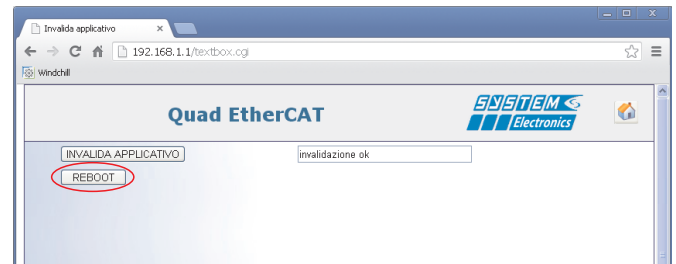 Invalida applicativo
192.168.1.1/textbox.cgi
Windchill
Quad EtherCAT
SYSTEM
Electronics
INVALIDA APPLICATIVO
invalidazione ok
REBOOT